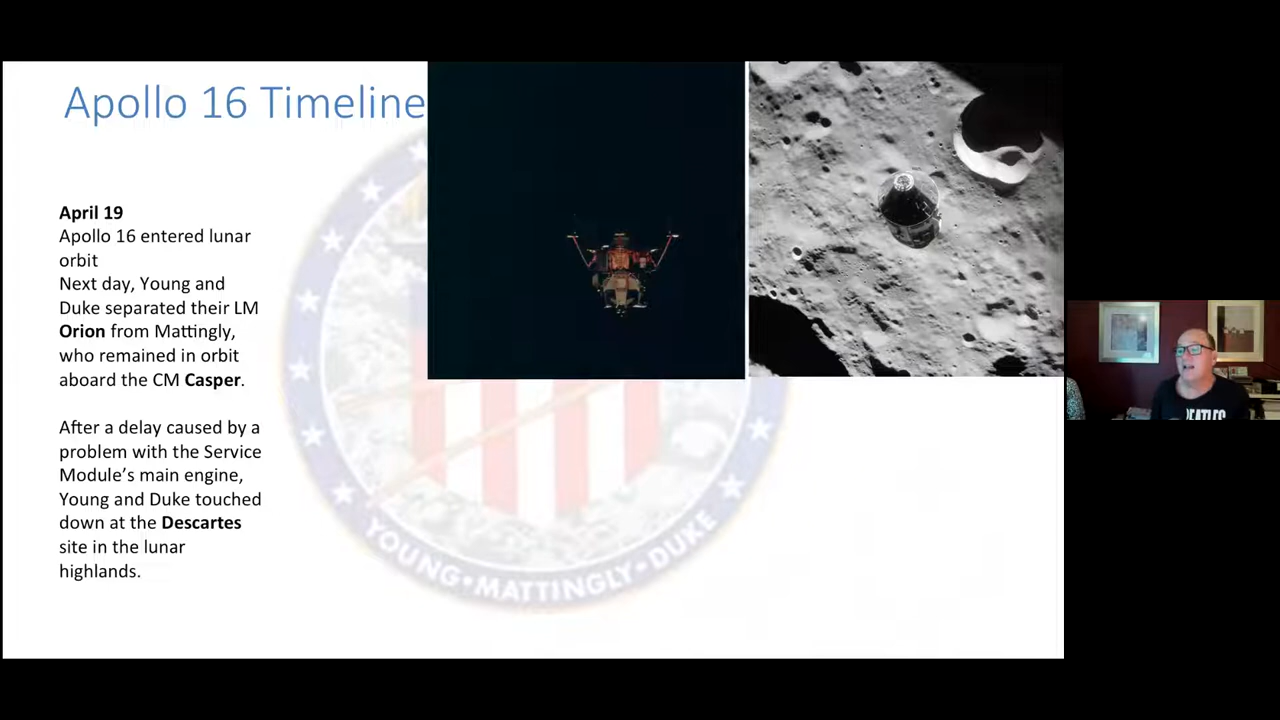 Apollo 16 Timeline
April 19
Apollo 16 entered lunar
orbit
Next day, Young and
Duke separated their LM
Orion from Mattingly,
who remained in orbit
aboard the CM Casper.
After a delay caused by a
problem with the Service
Module’s main engine,
Young and Duke touched
down at the Descartes
site in the lunar
highlands.
YOUNG•MATTINGLY•DUKE
BEATLES